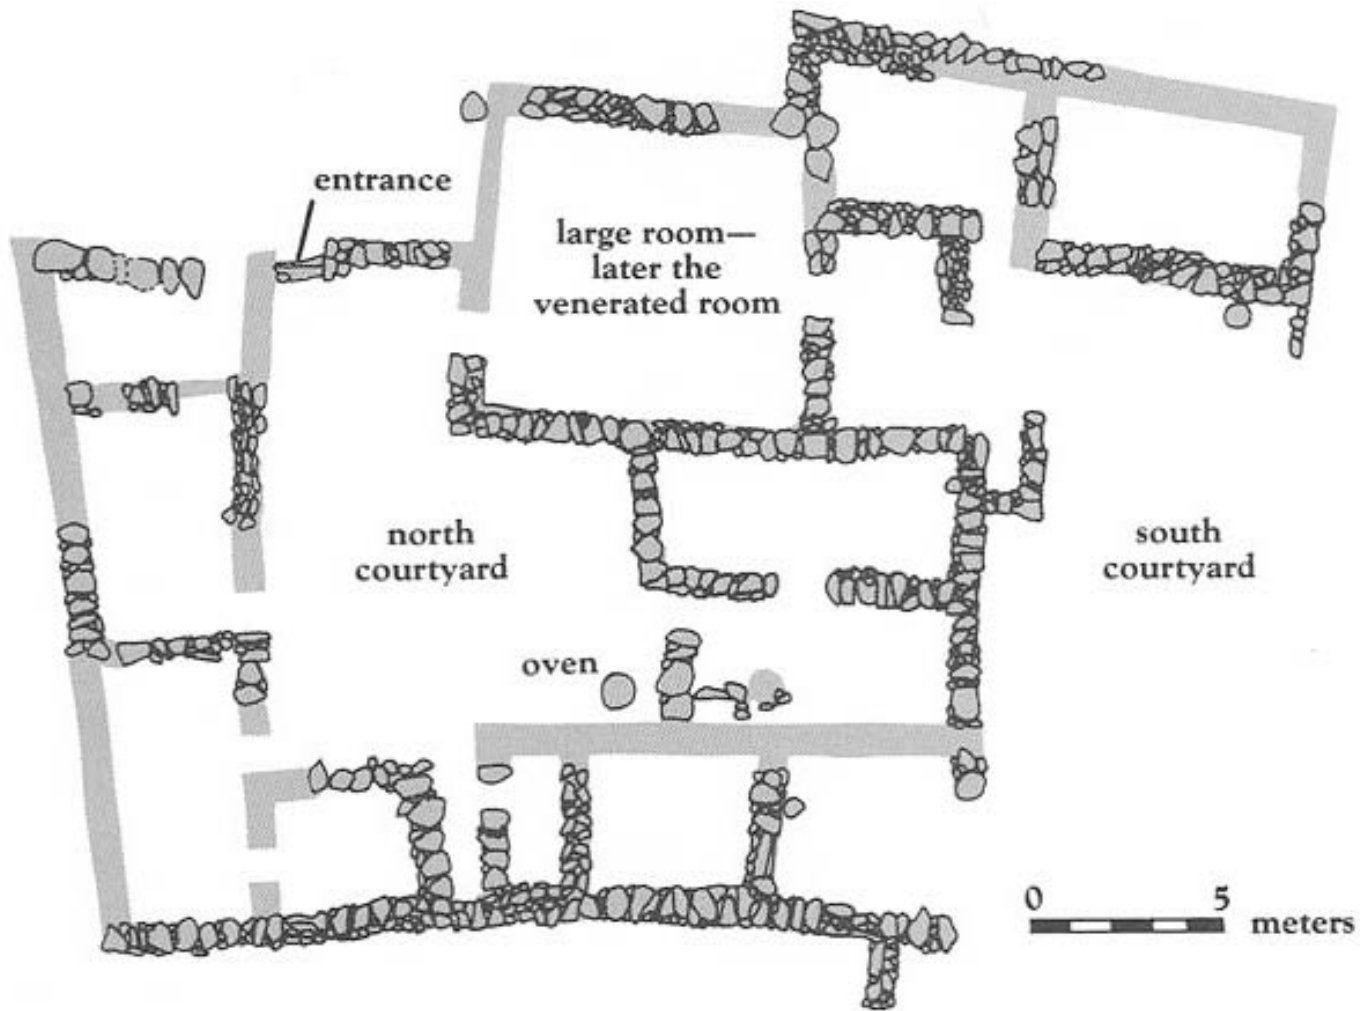 entrance
large room—
later the
venerated room
north
courtyard
south
courtyard
oven
0 5
meters